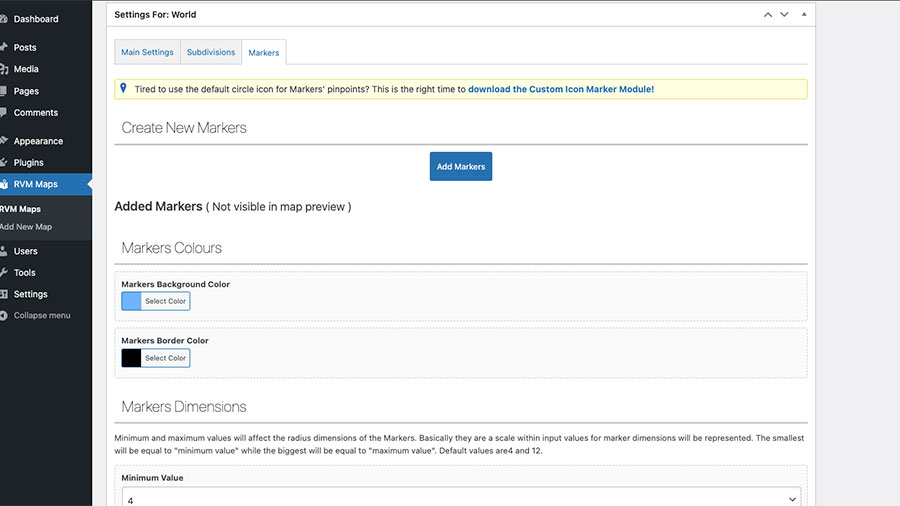 Dashboard
Posts
Media
Pages
Comments
Appearance
Plugins
RVM Maps
RVM Maps
Add New Map
Users
Tools
Settings
Collapse menu
Settings For: World
Main Settings
Subdivisions
Markers
Tired to use the default circle icon for Markers' pinpoints? This is the right time to download the Custom Icon Marker Module!
Create New Markers
Add Markers
Added Markers ( Not visible in map preview )
Markers Colours
Markers Background Color
Select Color
Markers Border Color
Select Color
Markers Dimensions
Minimum and maximum values will affect the radius dimensions of the Markers. Basically they are a scale within input values for marker dimensions will be represented. The smallest
will be equal to "minimum value" while the biggest will be equal to "maximum value". Default values are4 and 12.
Minimum Value
4